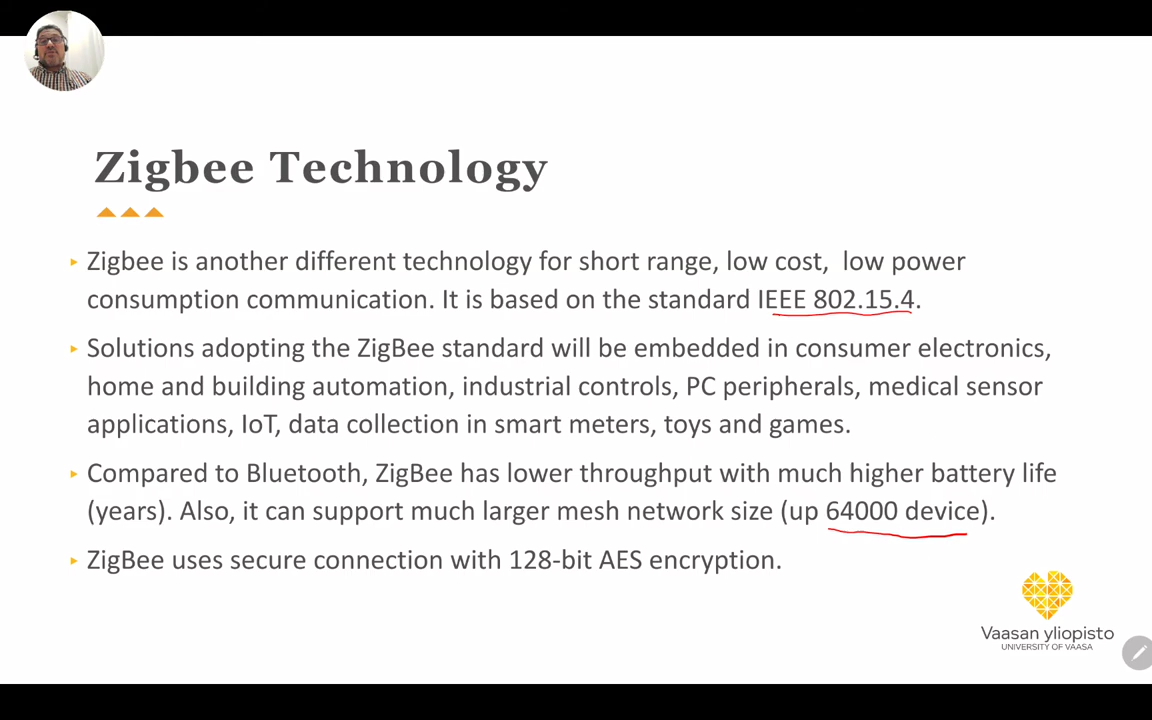 Zigbee Technology
Zigbee is another different technology for short range, low cost, low power
consumption communication. It is based on the standard IEEE 802.15.4.
Solutions adopting the ZigBee standard will be embedded in consumer electronics,
home and building automation, industrial controls, PC peripherals, medical sensor
applications, IoT, data collection in smart meters, toys and games.
Compared to Bluetooth, ZigBee has lower throughput with much higher battery life
(years). Also, it can support much larger mesh network size (up 64000 device).
ZigBee uses secure connection with 128-bit AES encryption.
Vaasan yliopisto
UNIVERSITY OF VAASA